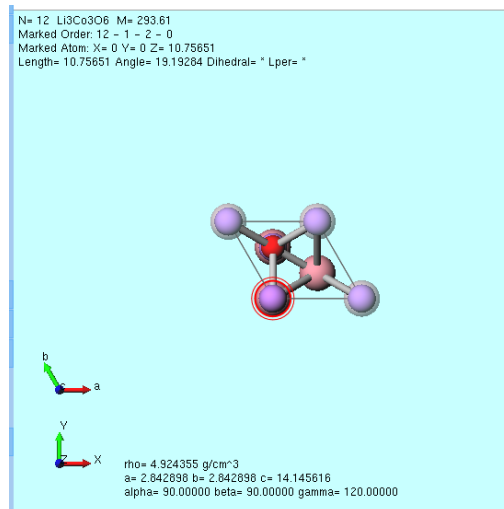 N= 12 Li3Co3O6 M= 293.61
Marked Order: 12 - 1 - 2 - 0
Marked Atom: X= 0 Y= 0 Z= 10.75651
Length= 10.75651 Angle= 19.19284 Dihedral= * Lper= *
b
c
a
Y
Z
X
rho= 4.924355 g/cm^3
a= 2.842898 b= 2.842898 c= 14.145616
alpha= 90.00000 beta= 90.00000 gamma= 120.00000